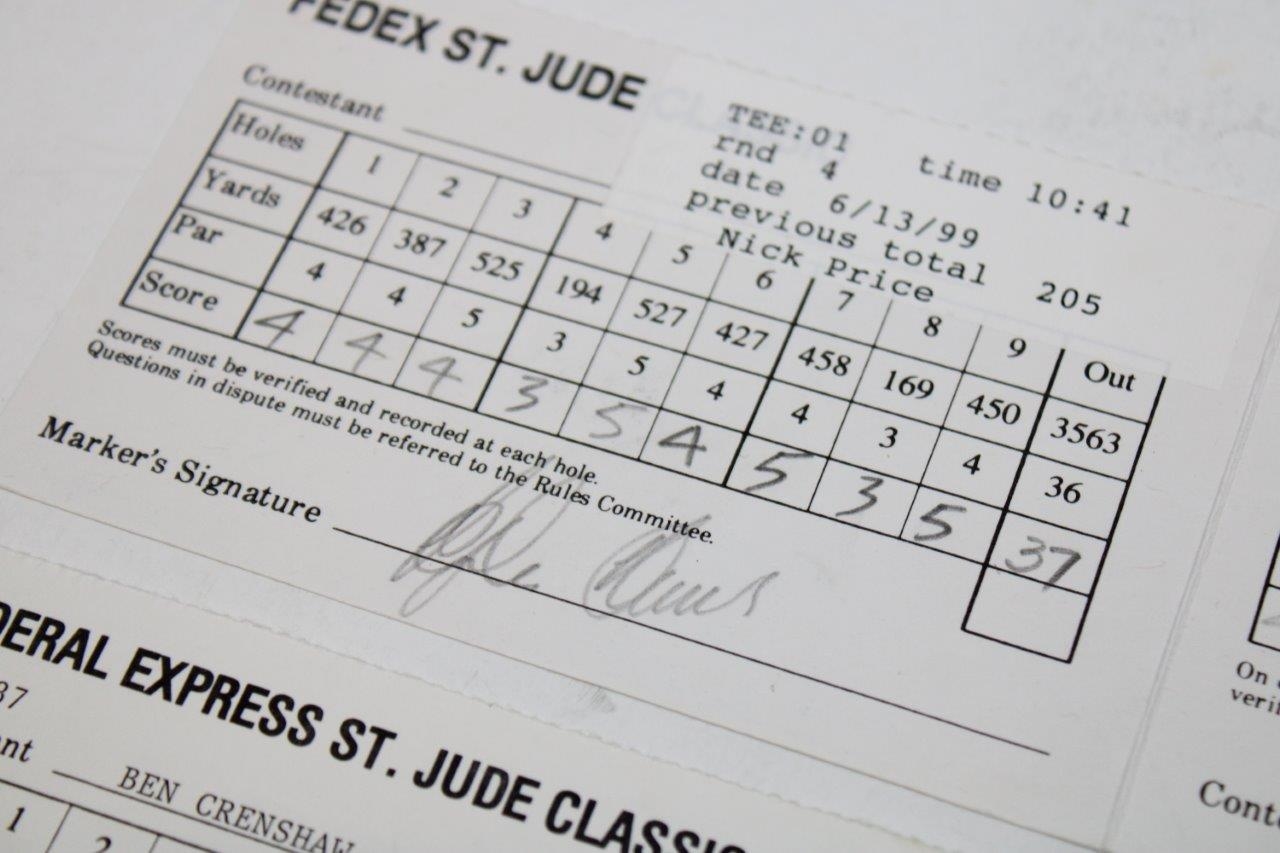 FEDEX ST. JUDE CLASSIC
Contestant
TEE:01 time 10:41
rnd 4
date 6/13/99
previous total 205
Nick Price
Holes 1 2 3 4 5 6 7 8 9 Out
Yards 426 387 525 194 527 427 458 169 450 3563
Par 4 4 5 3 5 4 4 3 4 36
Score 4 4 4 3 5 4 5 3 5 37
Scores must be verified and recorded at each hole.
Questions in dispute must be referred to the Rules Committee.
Marker's Signature
DERAL EXPRESS ST. JUDE CLASSIC
37
nt BEN CRENSHAW
1 2
On
verif
Conte